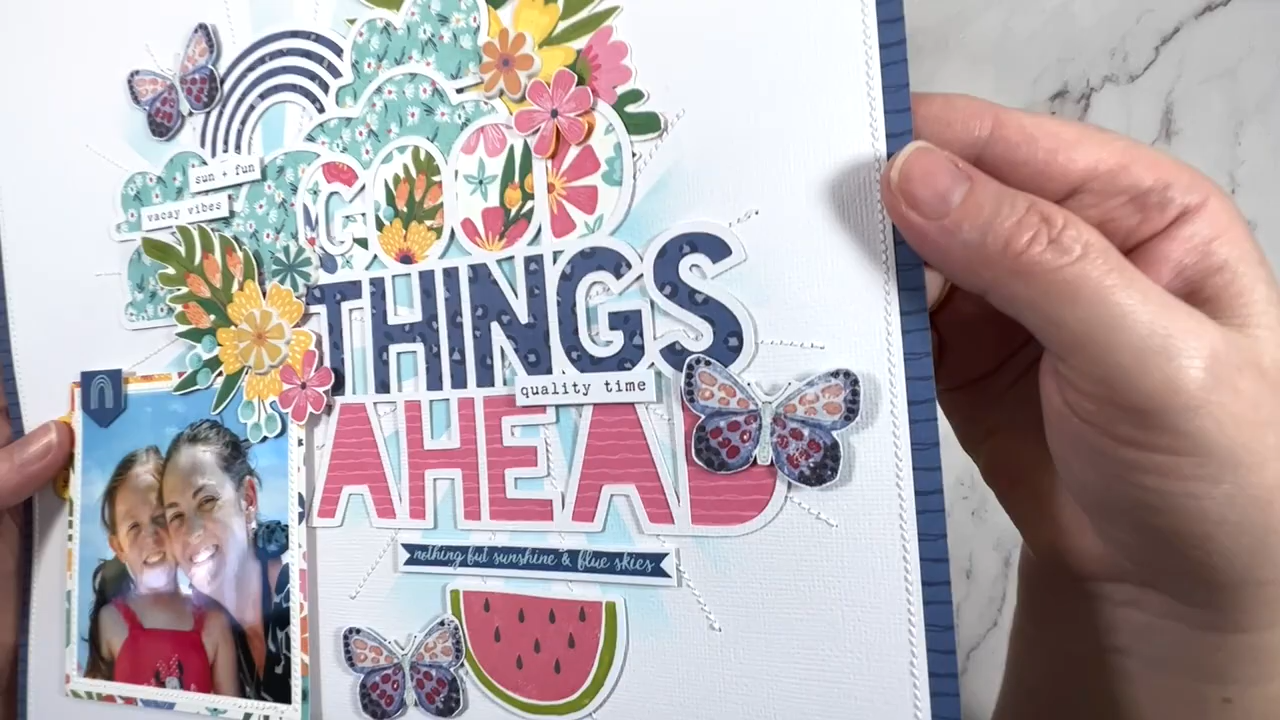 sun + fun
vacay vibes
GOOD
THINGS
quality time
AHEAD
nothing but sunshine & blue skies